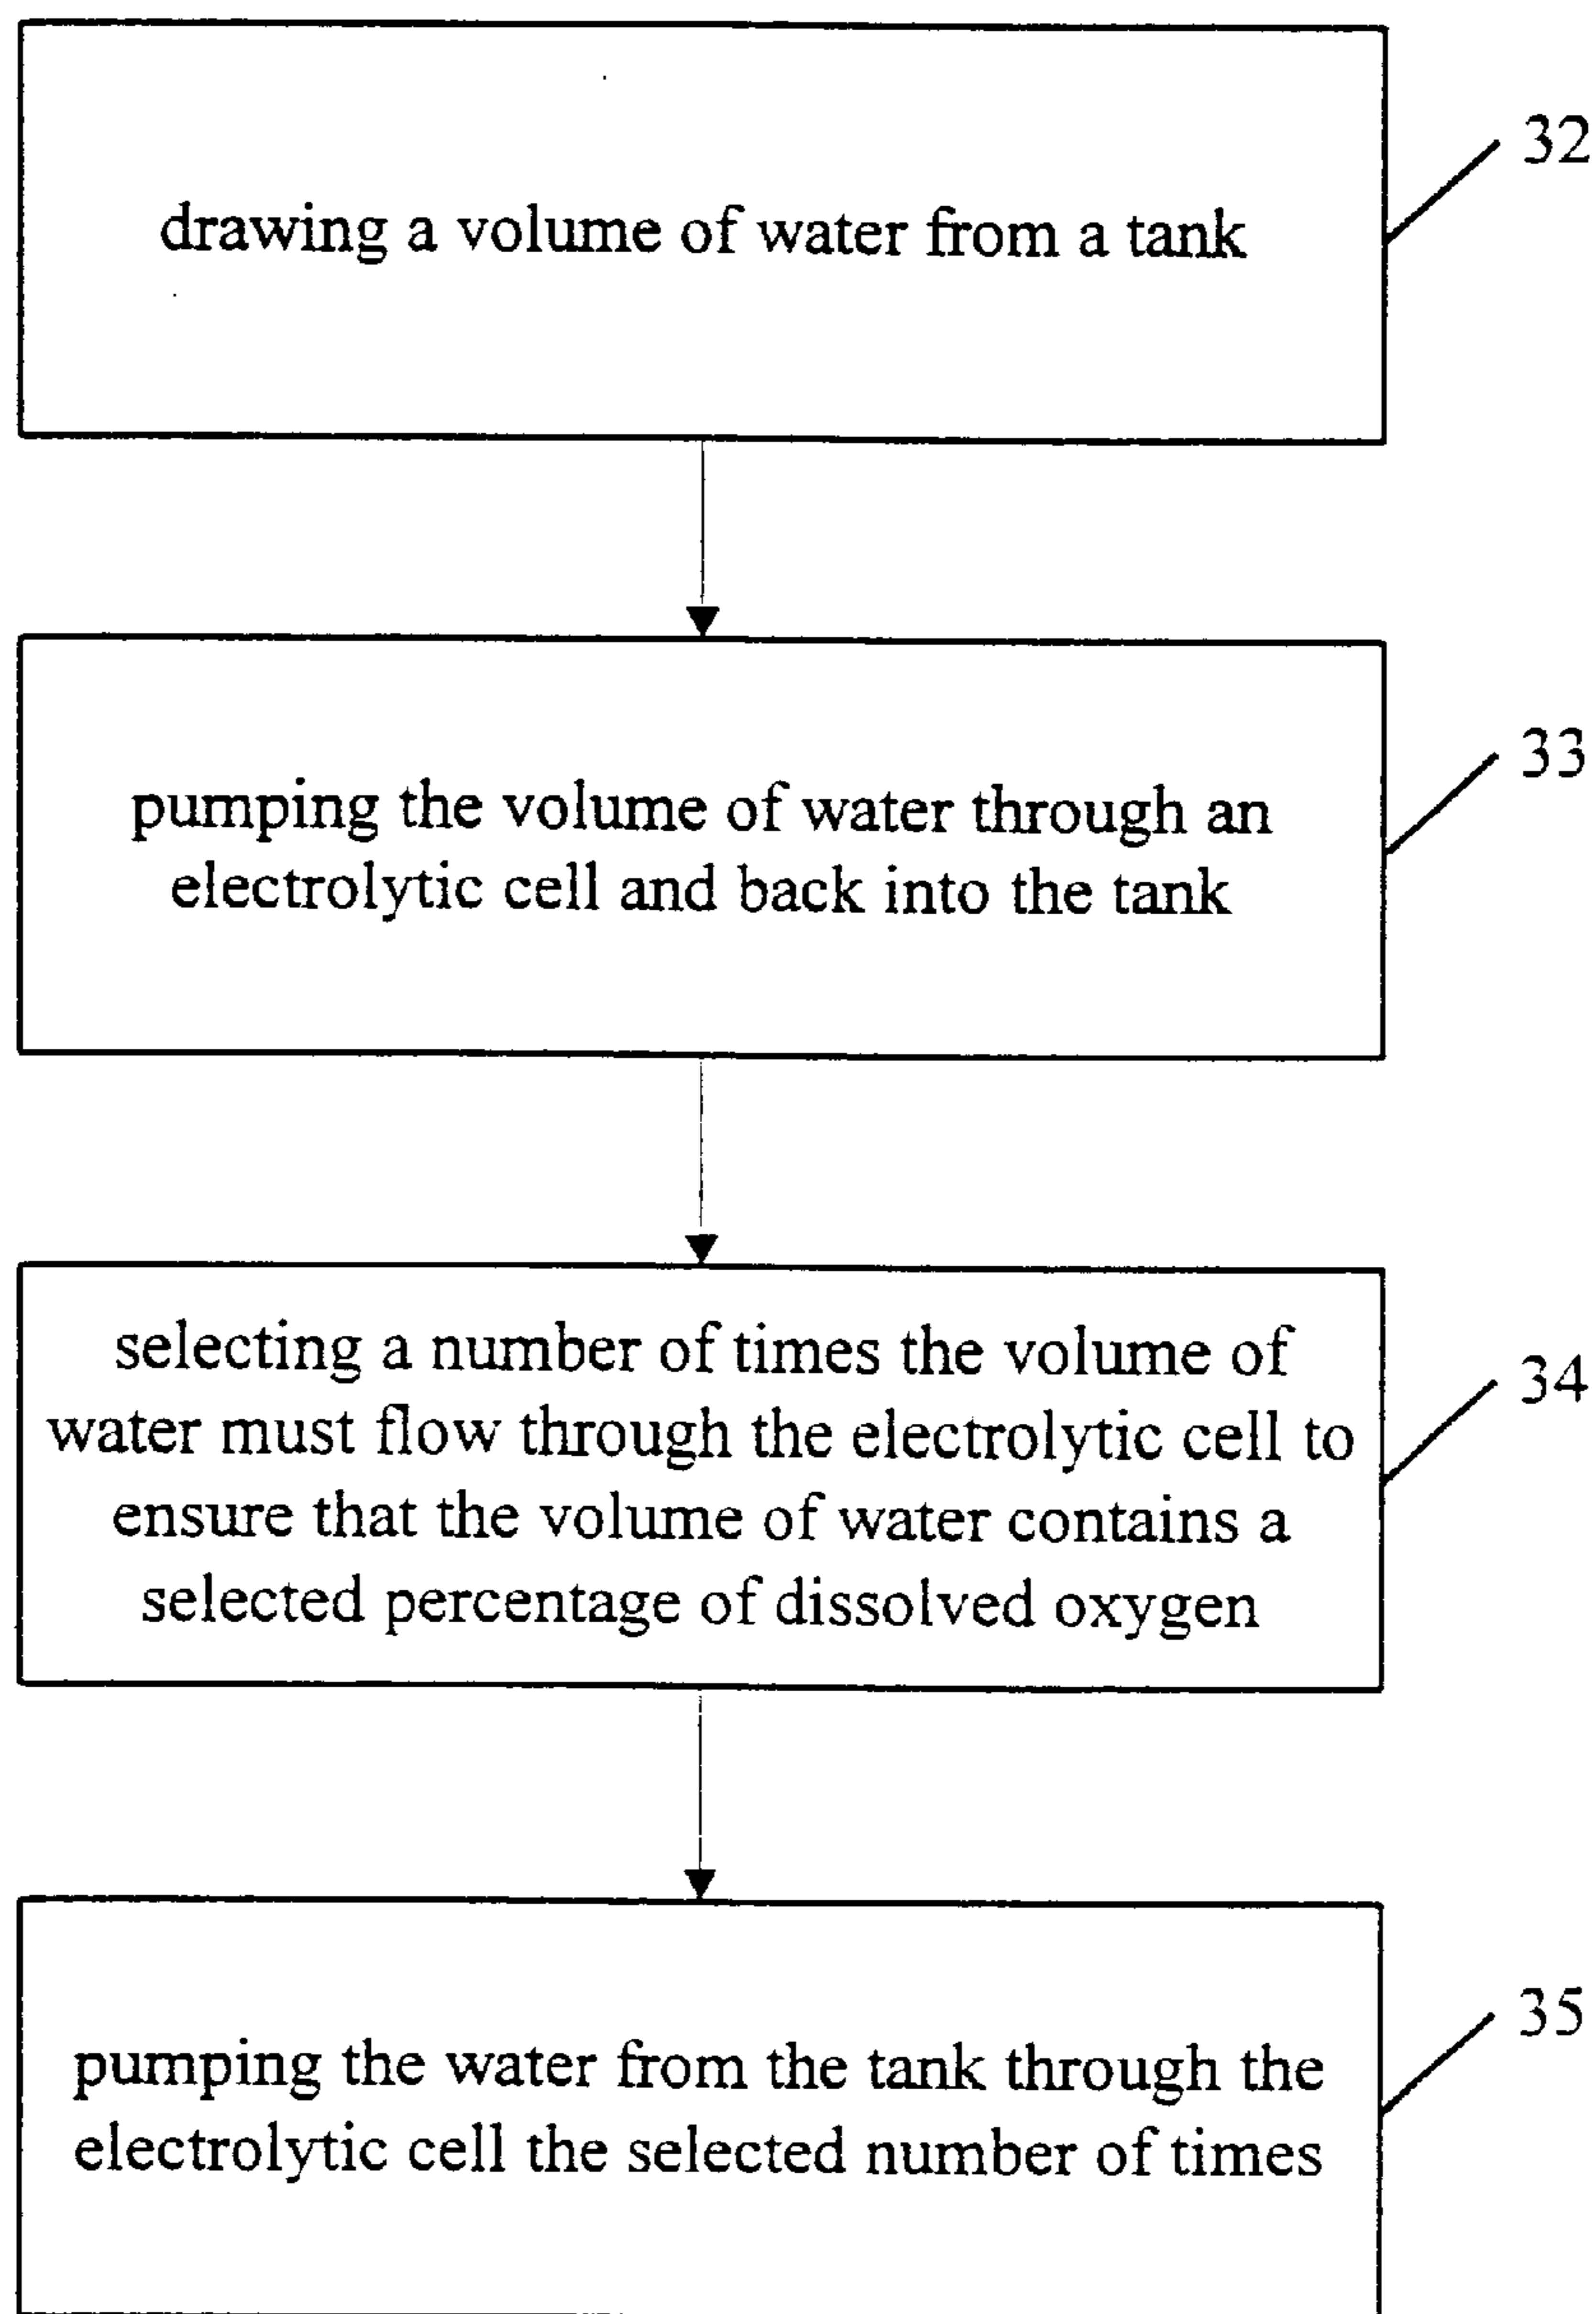 32
drawing a volume of water from a tank
33
pumping the volume of water through an
electrolytic cell and back into the tank
34
selecting a number of times the volume of
water must flow through the electrolytic cell to
ensure that the volume of water contains a
selected percentage of dissolved oxygen
35
pumping the water from the tank through the
electrolytic cell the selected number of times